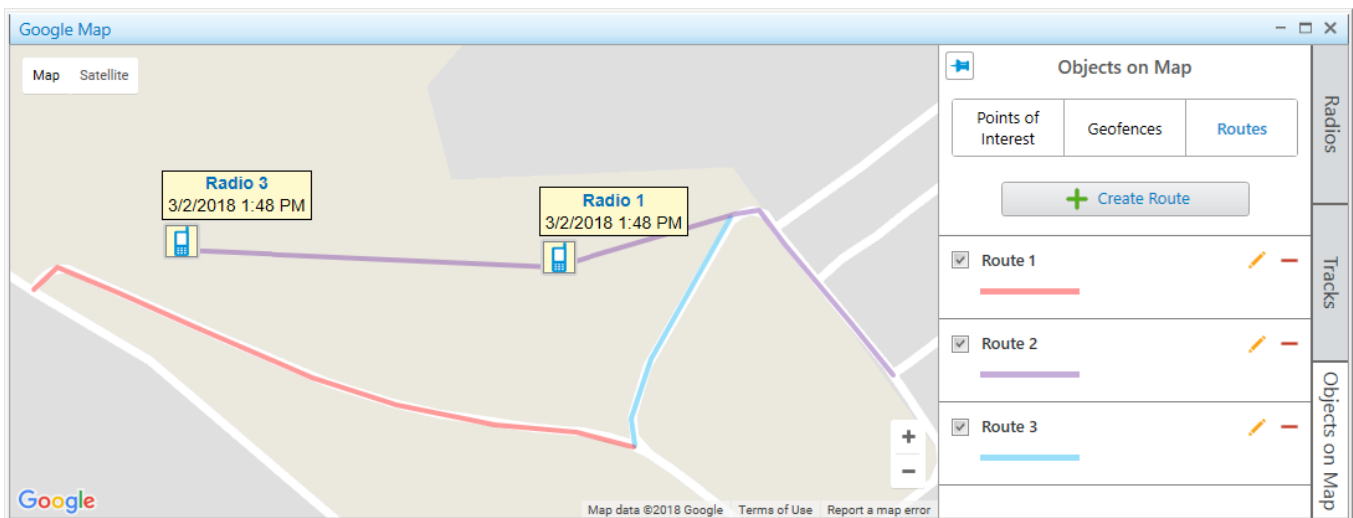 Google Map
Map Satellite
Radio 3
3/2/2018 1:48 PM
Radio 1
3/2/2018 1:48 PM
Google
Map data ©2018 Google Terms of Use Report a map error
Objects on Map
Points of
Interest
Geofences
Routes
Create Route
Route 1
Route 2
Route 3
Radios
Tracks
Objects on Map